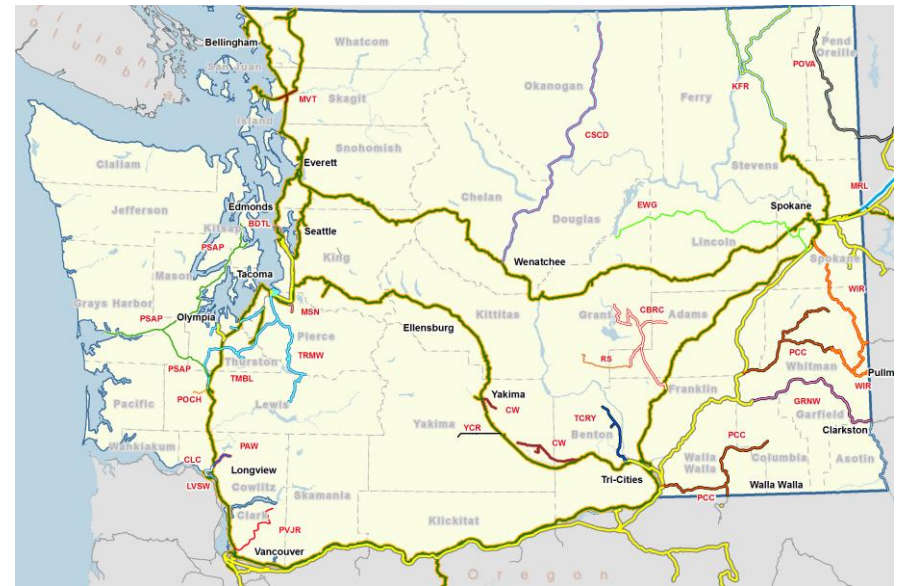 ritish
olumbia
Bellingham
Whatcom
San Juan
MVT
Skagit
Island
Okanogan
Ferry
KFR
Pend
Oreille
POVA
CSCD
Snohomish
Clallam
Everett
Stevens
Chelan
MRL
Jefferson
Edmonds
BDTL
Kitsap
Seattle
Douglas
EWG
Spokane
Lincoln
PSAP
Mason
King
Wenatchee
Spokane
Tacoma
WIR
Grays Harbor
Olympia
MSN
Kittitas
Grant
CBRC
Adams
PSAP
Ellensburg
Pierce
PCC
Whitman
Thurston
TRMW
RS
PSAP
TMBL
Pullm
WIR
Pacific
POCH
Lewis
Yakima
CW
Franklin
GRNW
Garfield
Yakima
YCR
TCRY
Clarkston
Wahkiakum
PAW
CW
Benton
PCC
CLC
Longview
Walla
Walla
Columbia
Asotin
LVSW
Cowlitz
Skamania
Tri-Cities
Walla Walla
PCC
Clark
Klickitat
PVJR
Vancouver
Oregon